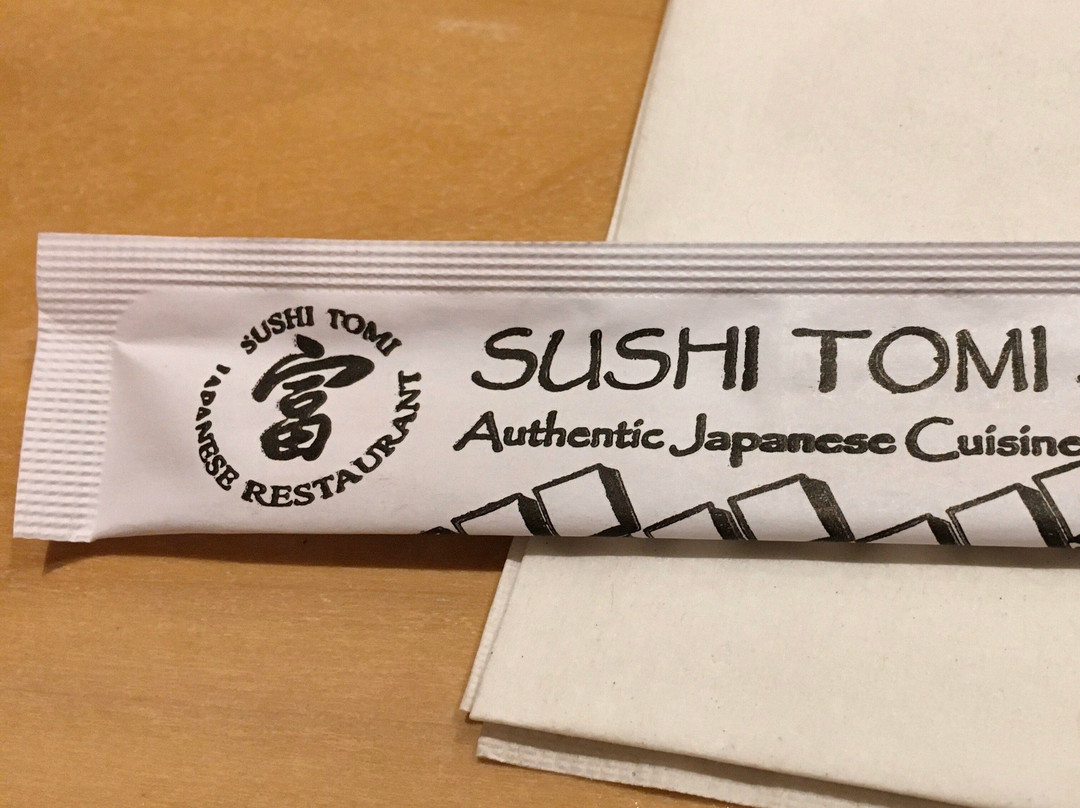 SUSHI TOMI
富
JAPANESE RESTAURANT
SUSHI TOMI
Authentic Japanese Cuisine